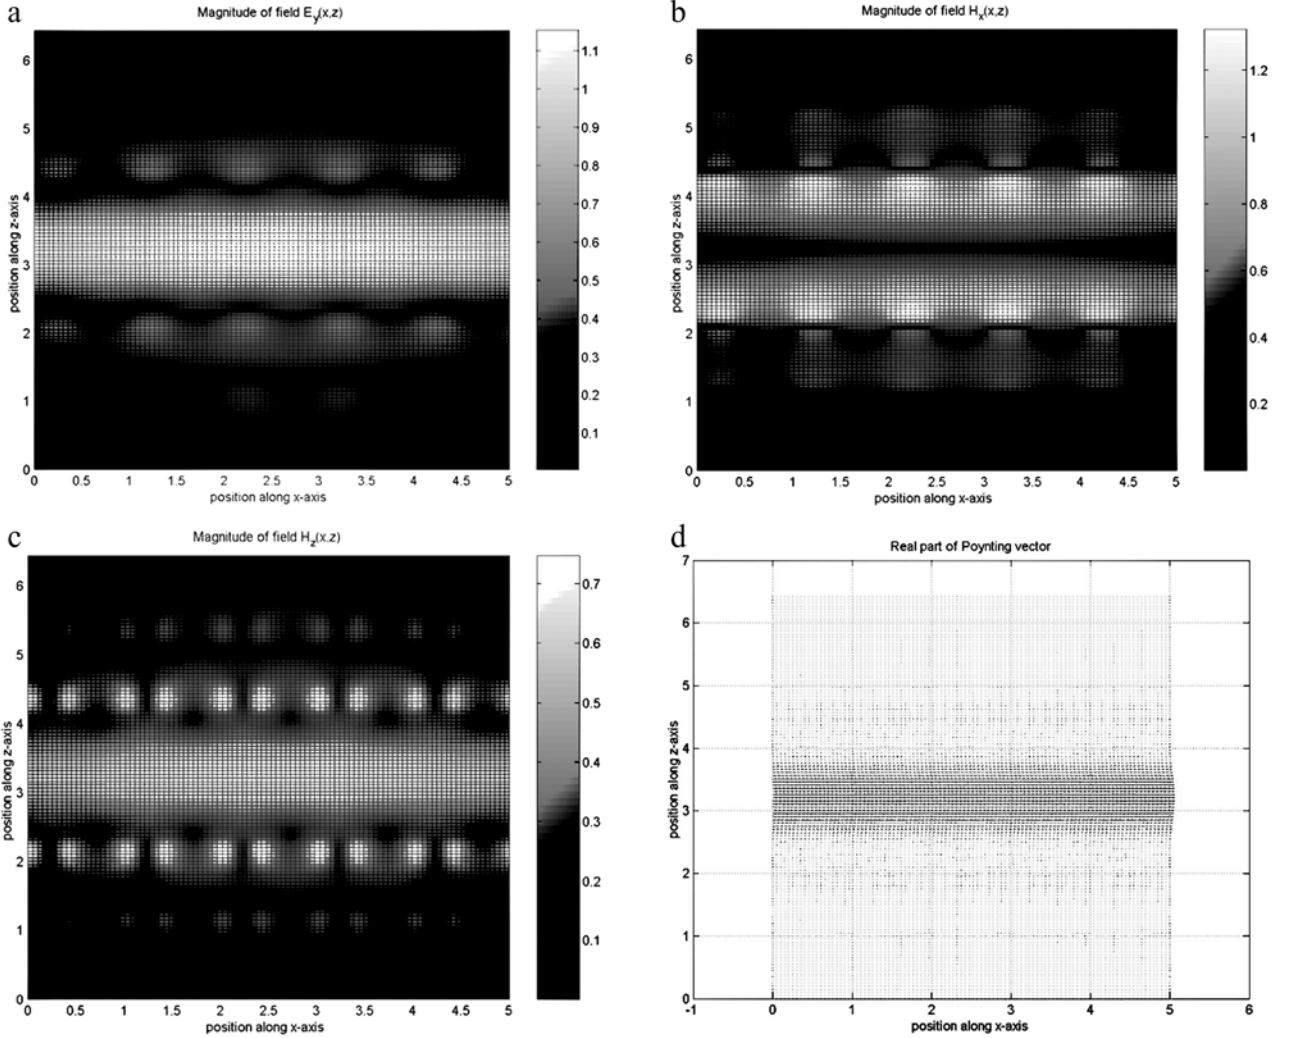 a
Magnitude of field E_y(x,z)
position along z-axis
6
5
4
3
2
1
0
0 0.5 1 1.5 2 2.5 3 3.5 4 4.5 5
position along x-axis
1.1
1
0.9
0.8
0.7
0.6
0.5
0.4
0.3
0.2
0.1
b
Magnitude of field H_x(x,z)
position along z-axis
6
5
4
3
2
1
0
0 0.5 1 1.5 2 2.5 3 3.5 4 4.5 5
position along x-axis
1.2
1
0.8
0.6
0.4
0.2
c
Magnitude of field H_z(x,z)
position along z-axis
6
5
4
3
2
1
0
0 0.5 1 1.5 2 2.5 3 3.5 4 4.5 5
position along x-axis
0.7
0.6
0.5
0.4
0.3
0.2
0.1
d
Real part of Poynting vector
position along z-axis
7
6
5
4
3
2
1
0
-1 0 1 2 3 4 5 6
position along x-axis